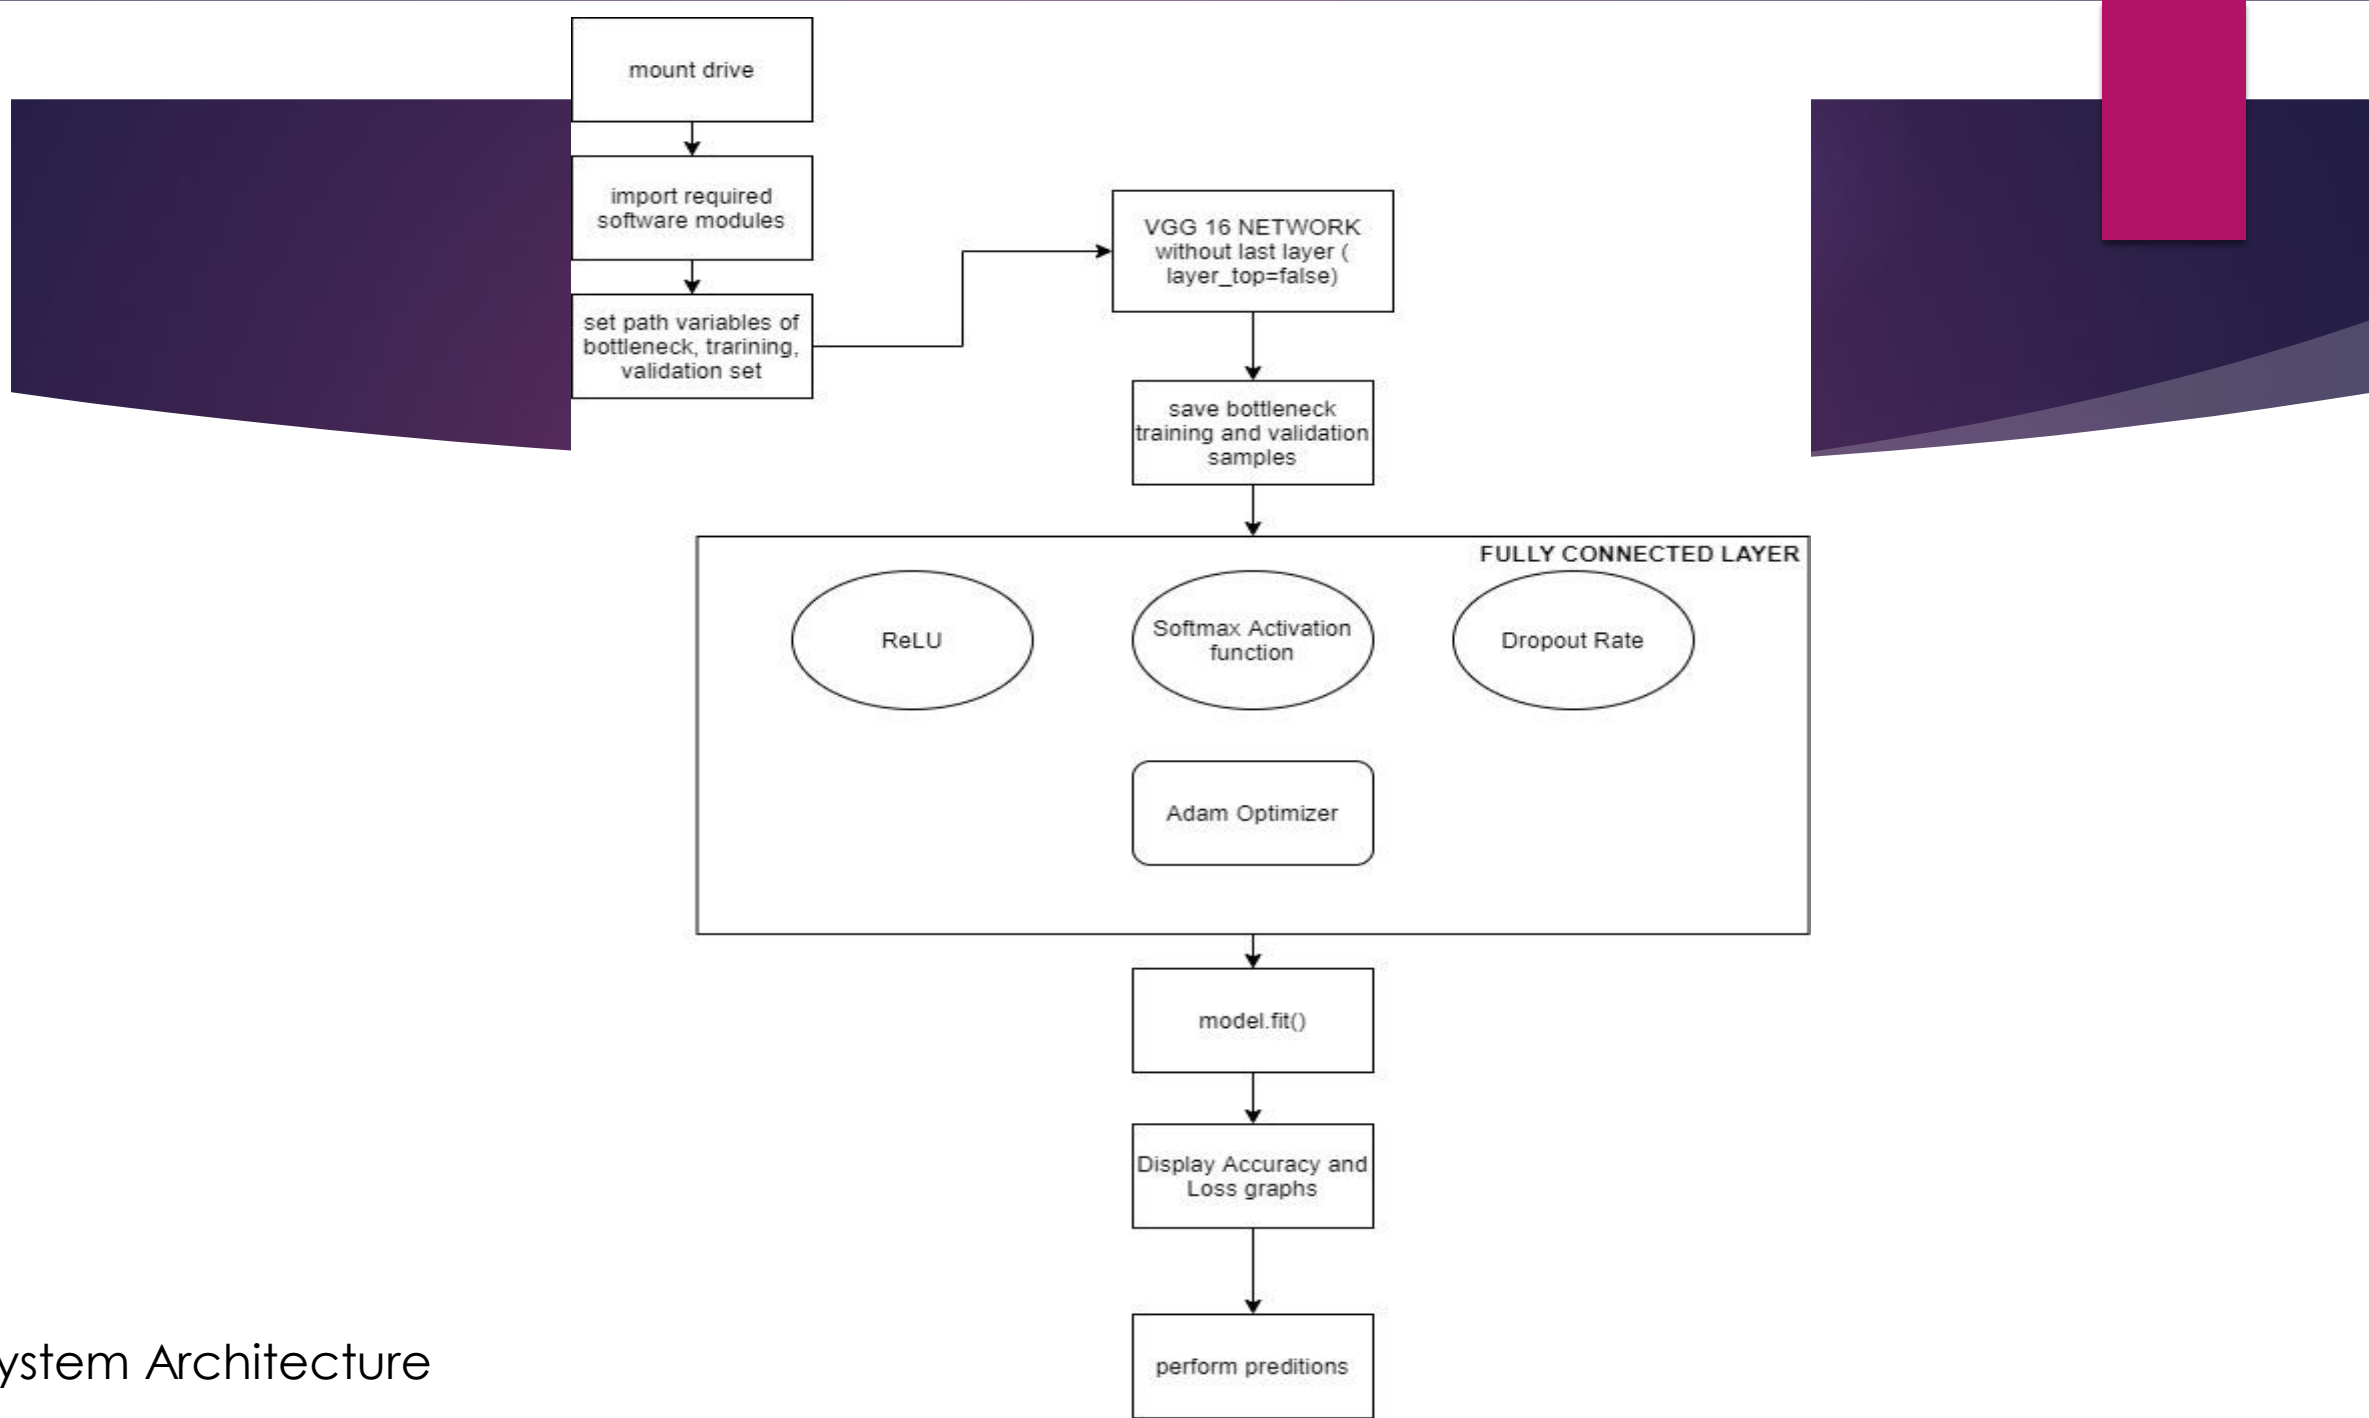 mount drive
import required
software modules
set path variables of
bottleneck, trarining,
validation set
VGG 16 NETWORK
without last layer (
layer_top=false)
save bottleneck
training and validation
samples
FULLY CONNECTED LAYER
ReLU
Softmax Activation
function
Dropout Rate
Adam Optimizer
model.fit()
Display Accuracy and
Loss graphs
perform preditions
ystem Architecture